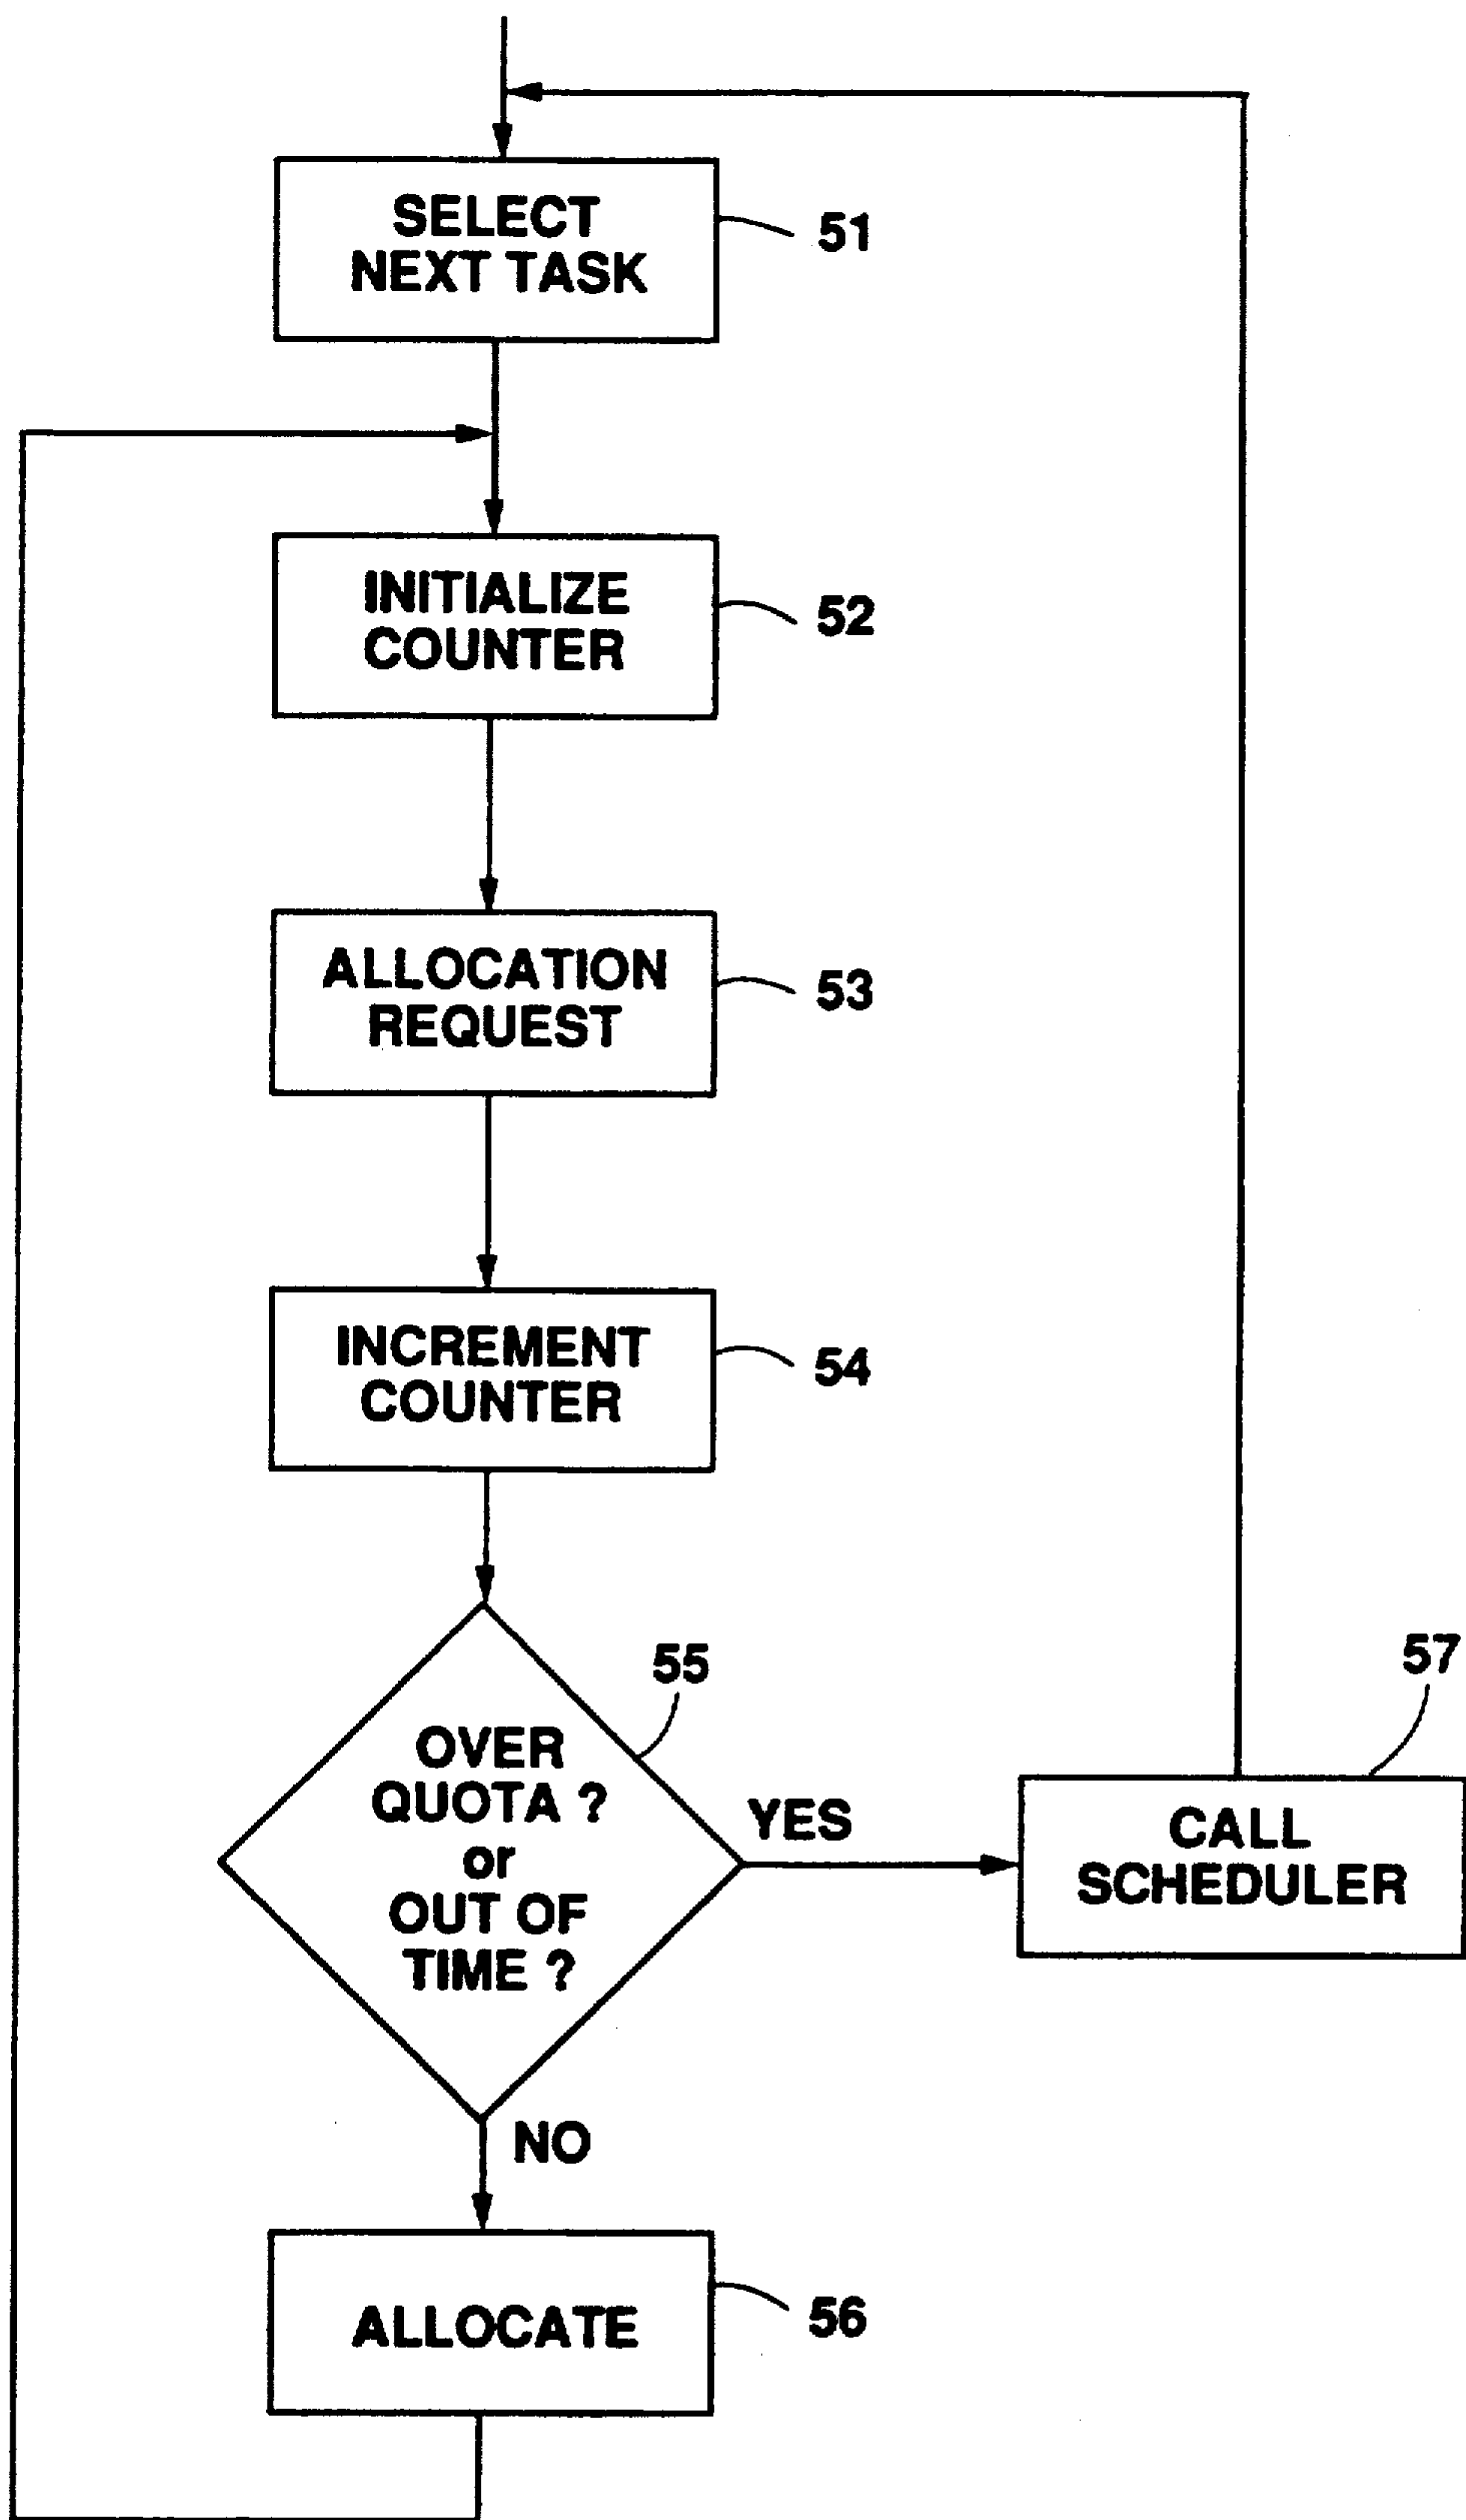 SELECT
NEXT TASK
51
INITIALIZE
COUNTER
52
ALLOCATION
REQUEST
53
INCREMENT
COUNTER
54
55
OVER
QUOTA ?
or
OUT OF
TIME ?
YES
57
CALL
SCHEDULER
NO
ALLOCATE
56